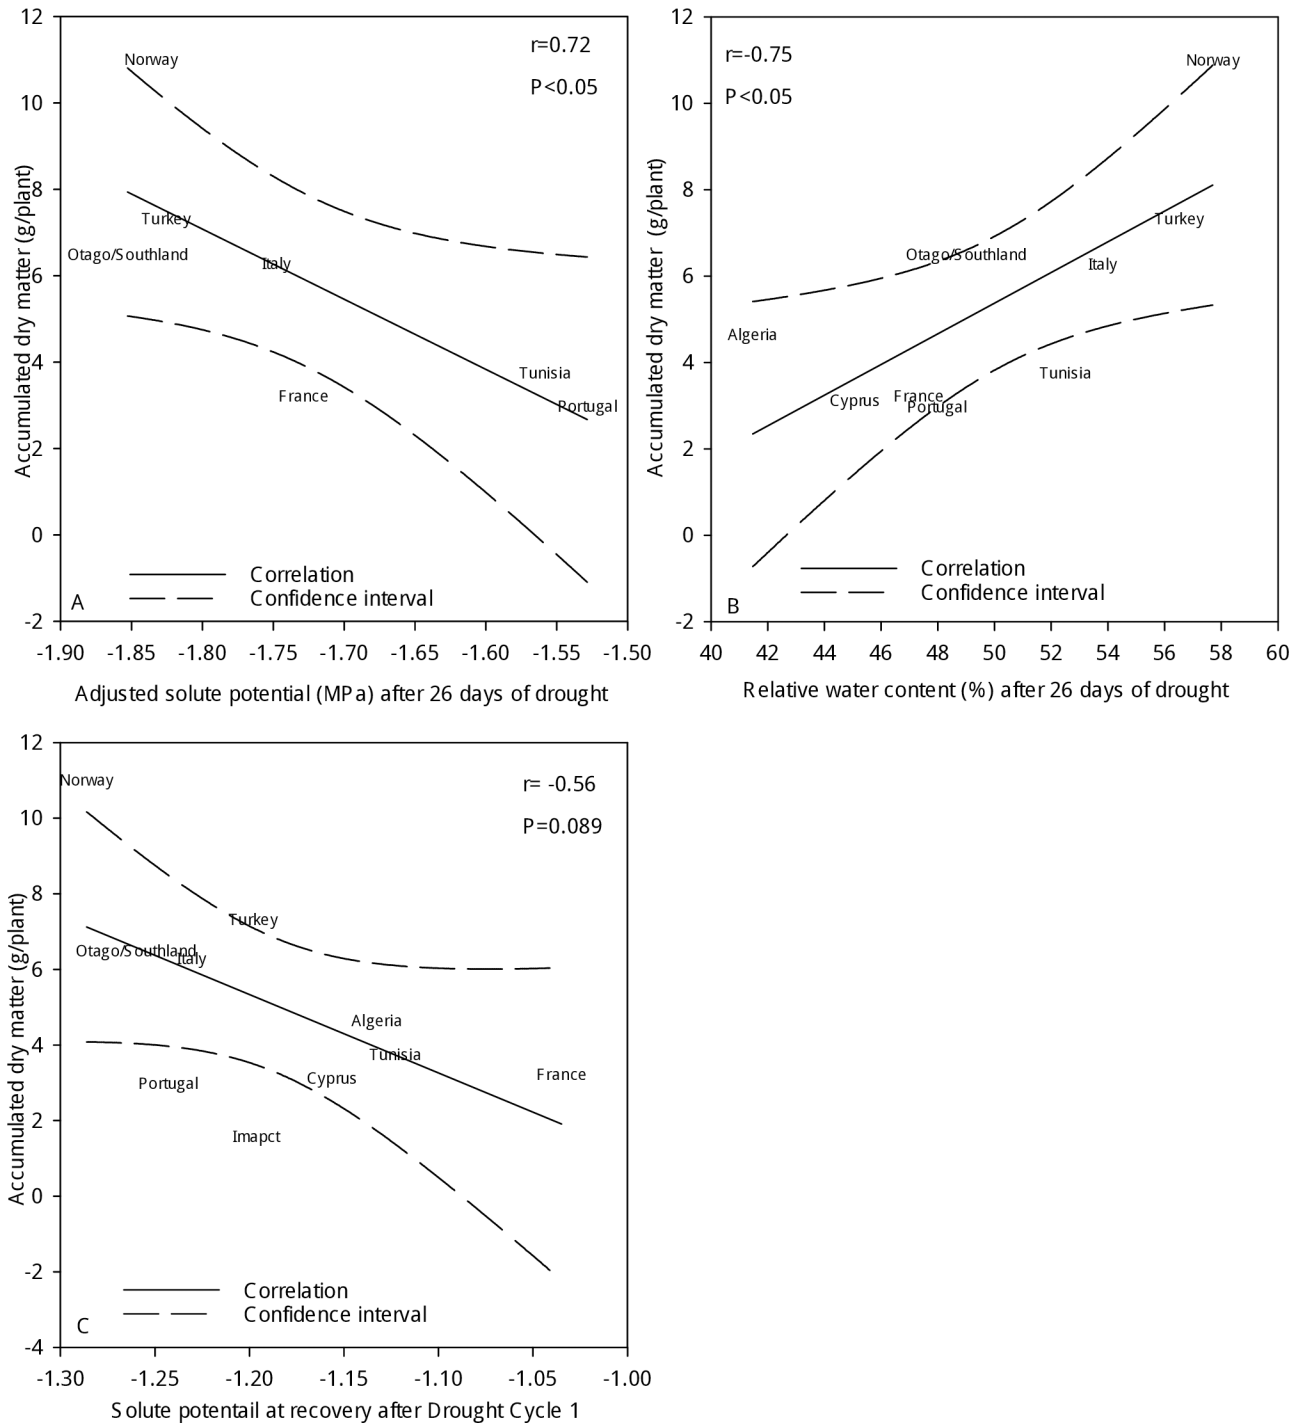 12
10
8
6
4
2
0
-2
Accumulated dry matter (g/plant)
r=0.72
P<0.05
Norway
Turkey
Otago/Southland
Italy
Tunisia
France
Portugal
Correlation
Confidence interval
A
-1.90 -1.85 -1.80 -1.75 -1.70 -1.65 -1.60 -1.55 -1.50
Adjusted solute potential (MPa) after 26 days of drought
12
10
8
6
4
2
0
-2
Accumulated dry matter (g/plant)
r=-0.75
P<0.05
Norway
Turkey
Otago/Southland
Italy
Algeria
Tunisia
Cyprus
France
Portugal
Correlation
Confidence interval
B
40 42 44 46 48 50 52 54 56 58 60
Relative water content (%) after 26 days of drought
12
10
8
6
4
2
0
-2
-4
Accumulated dry matter (g/plant)
r= -0.56
P=0.089
Norway
Turkey
Otago/Southland
Italy
Algeria
Tunisia
France
Cyprus
Portugal
Imapct
Correlation
Confidence interval
C
-1.30 -1.25 -1.20 -1.15 -1.10 -1.05 -1.00
Solute potentail at recovery after Drought Cycle 1